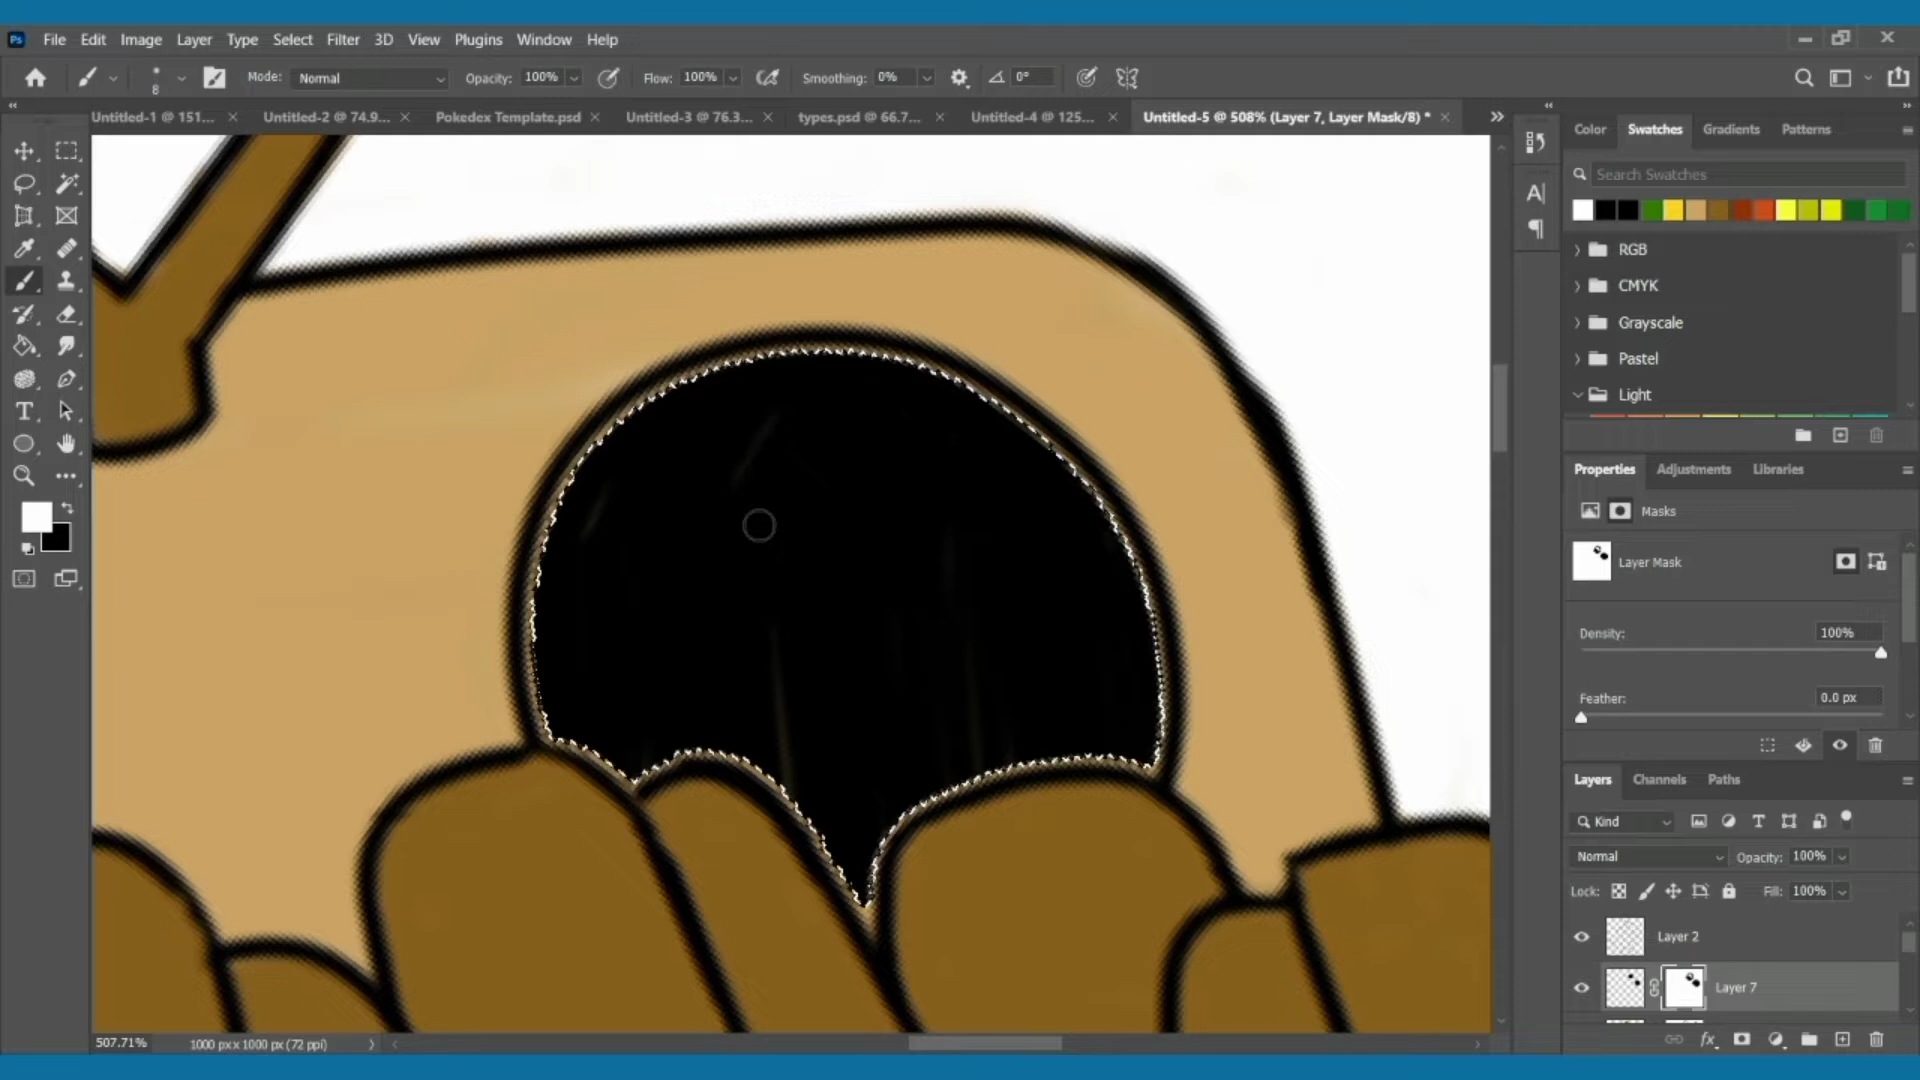 Ps File Edit Image Layer Type Select Filter 3D View Plugins Window Help
8 Mode: Normal Opacity: 100% Flow: 100% Smoothing: 0% 0°
Untitled-1 @ 151... Untitled-2 @ 74.9... Pokedex Template.psd Untitled-3 @ 76.3... types.psd @ 66.7... Untitled-4 @ 125... Untitled-5 @ 508% (Layer 7, Layer Mask/8) *
Color Swatches Gradients Patterns
Search Swatches
RGB
CMYK
Grayscale
Pastel
Light
Properties Adjustments Libraries
Masks
Layer Mask
Density: 100%
Feather: 0.0 px
Layers Channels Paths
Kind
Normal Opacity: 100%
Lock: Fill: 100%
Layer 2
Layer 7
507.71% 1000 px x 1000 px (72 ppi)